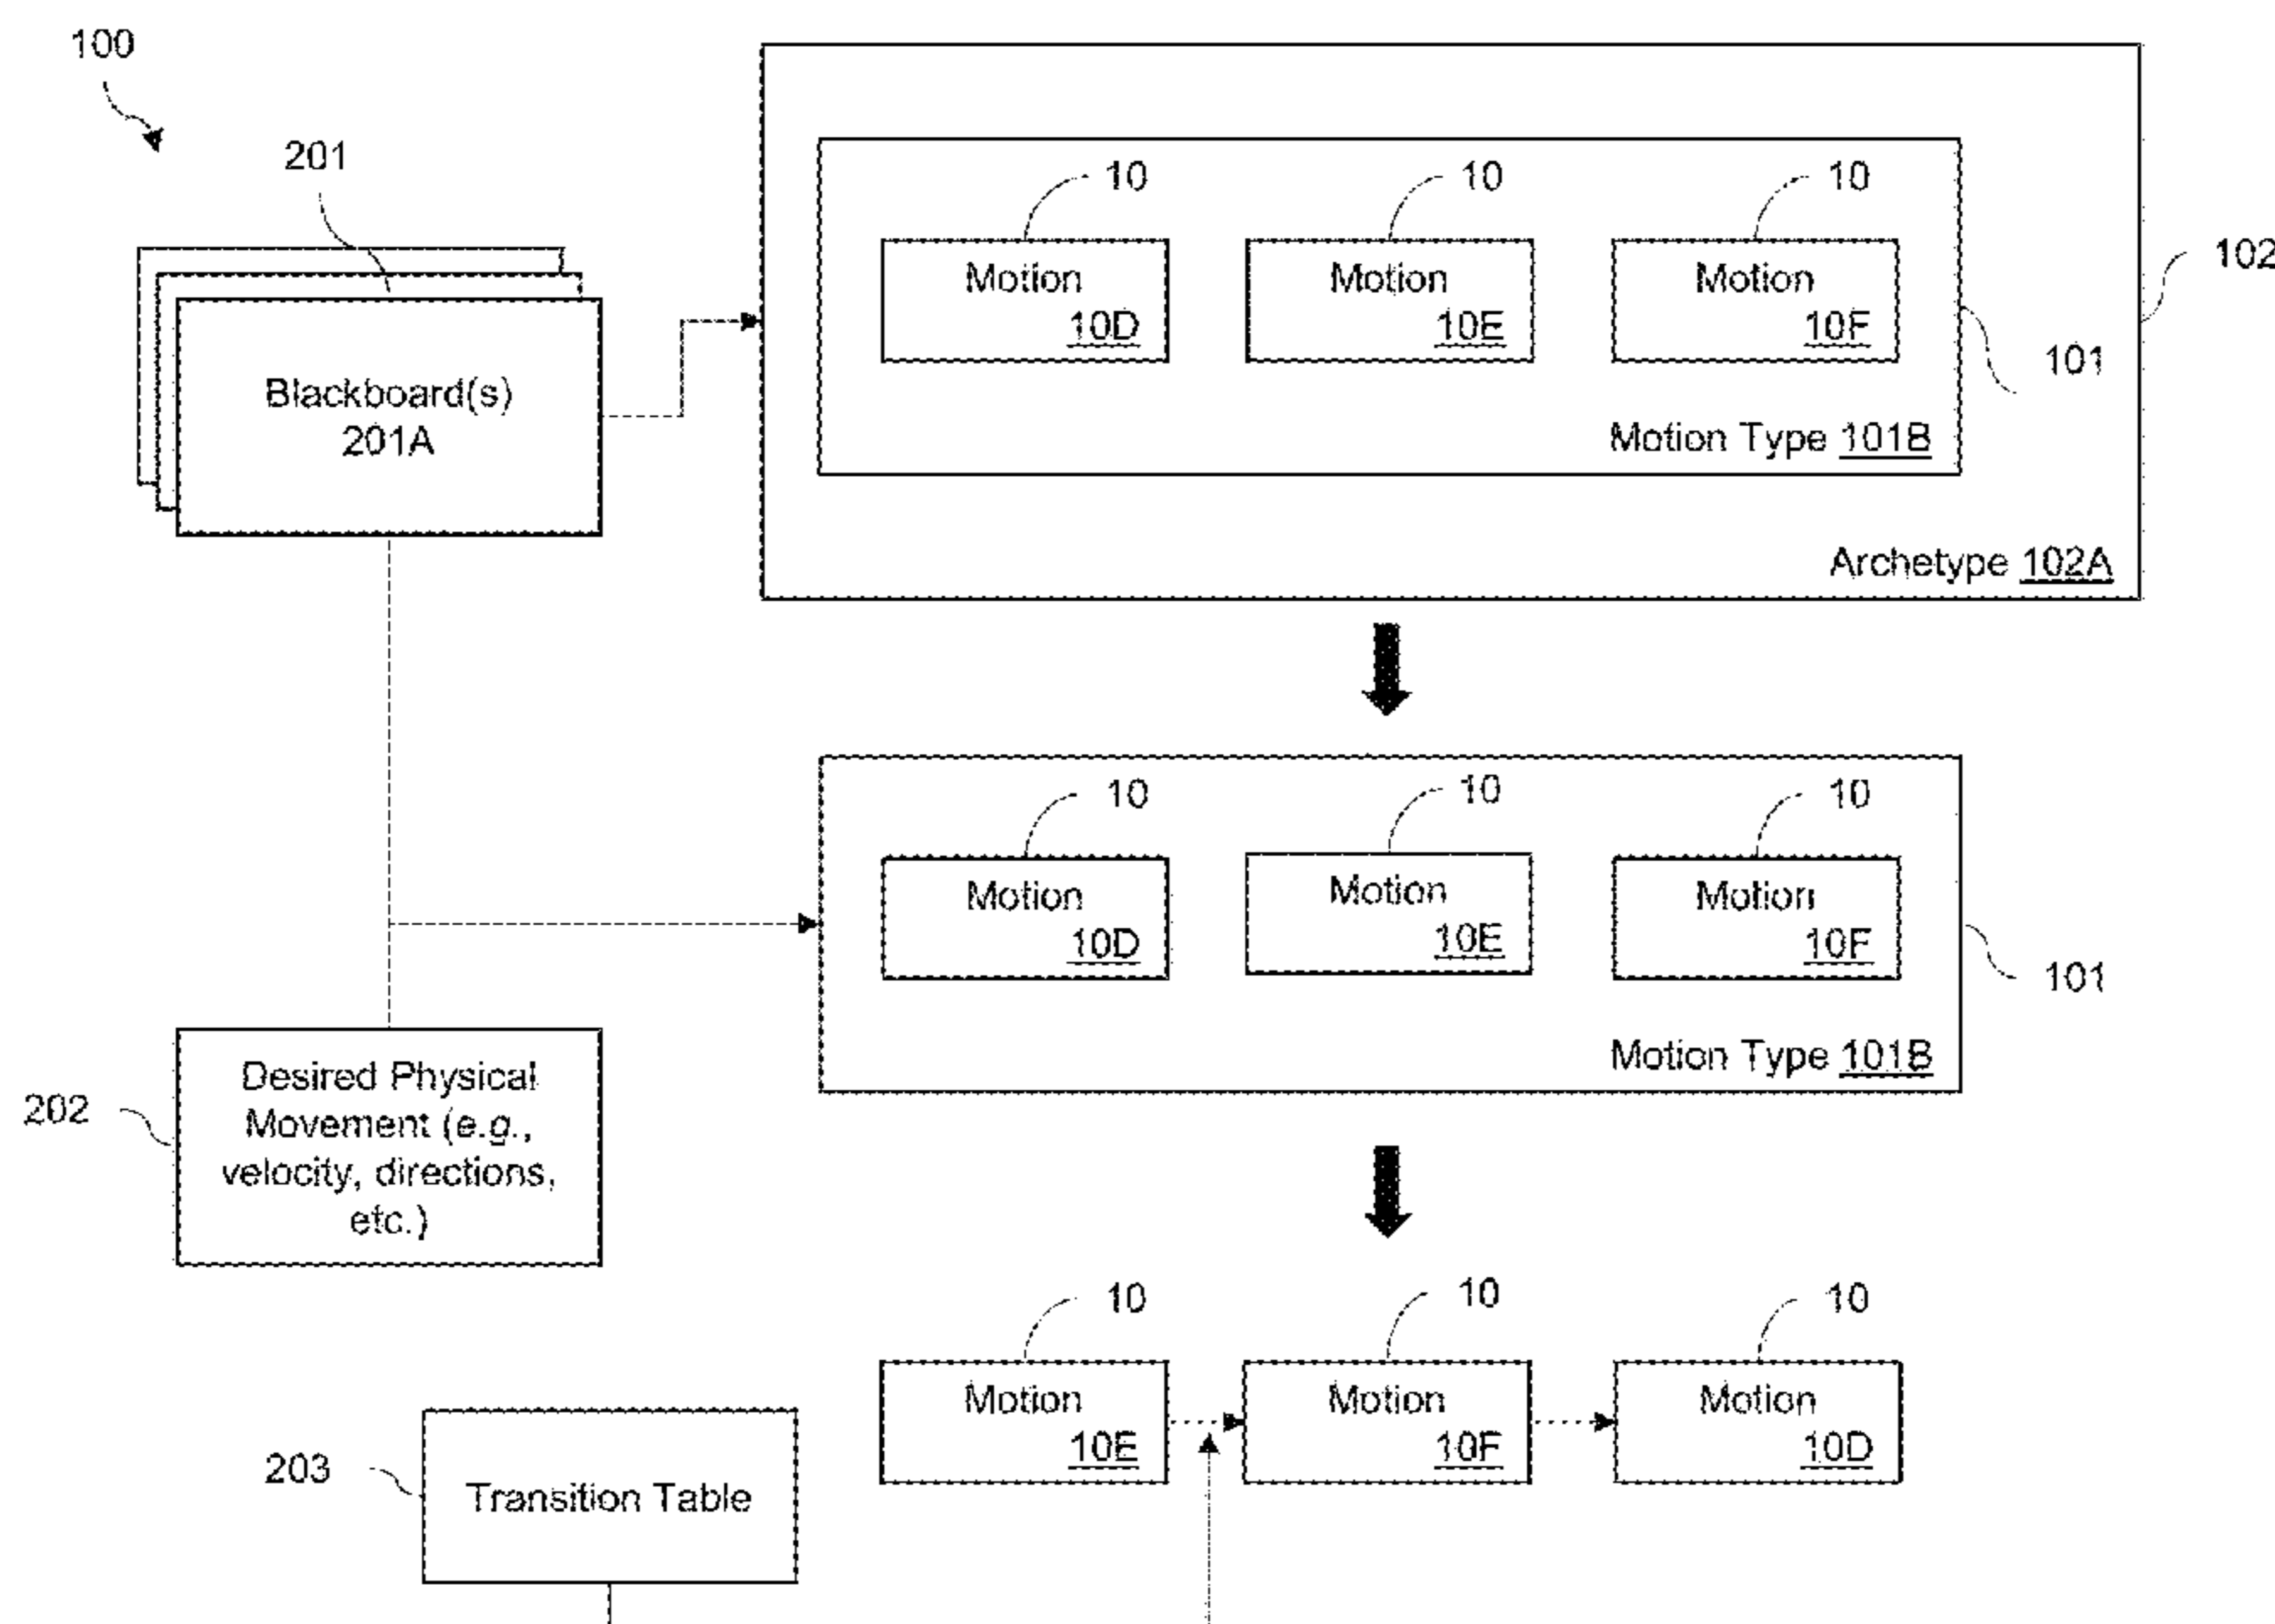 100
201
10 10 10
Motion Motion Motion
10D 10E 10F
102
101
Blackboard(s)
201A
Motion Type 101B
Archetype 102A
10 10 10
Motion Motion Motion
10D 10E 10F
101
Motion Type 101B
202
Desired Physical
Movement (e.g.,
velocity, directions,
etc.)
10 10 10
Motion Motion Motion
10E 10F 10D
203
Transition Table